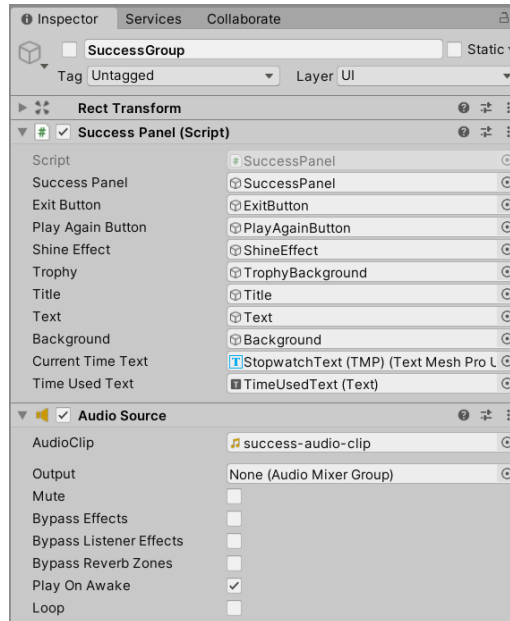 Inspector Services Collaborate
SuccessGroup Static
Tag Untagged Layer UI
Rect Transform
# Success Panel (Script)
Script # SuccessPanel
Success Panel SuccessPanel
Exit Button ExitButton
Play Again Button PlayAgainButton
Shine Effect ShineEffect
Trophy TrophyBackground
Title Title
Text Text
Background Background
Current Time Text T StopwatchText (TMP) (Text Mesh Pro U
Time Used Text T TimeUsedText (Text)
Audio Source
AudioClip success-audio-clip
Output None (Audio Mixer Group)
Mute
Bypass Effects
Bypass Listener Effects
Bypass Reverb Zones
Play On Awake
Loop